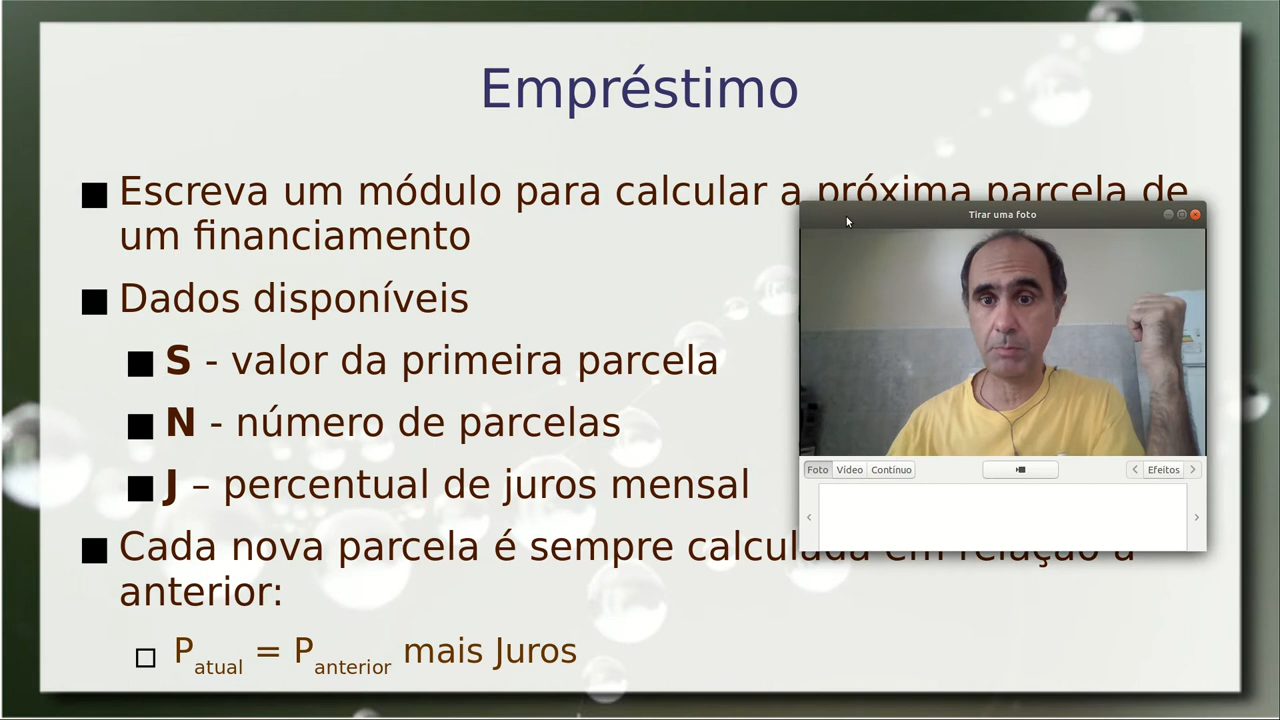 Empréstimo
Escreva um módulo para calcular a próxima parcela de
um financiamento
Tirar uma foto
Dados disponíveis
S - valor da primeira parcela
N - número de parcelas
Foto Vídeo Contínuo Efeitos
J – percentual de juros mensal
Cada nova parcela é sempre calculada em relação a
anterior:
Patual = Panterior mais Juros